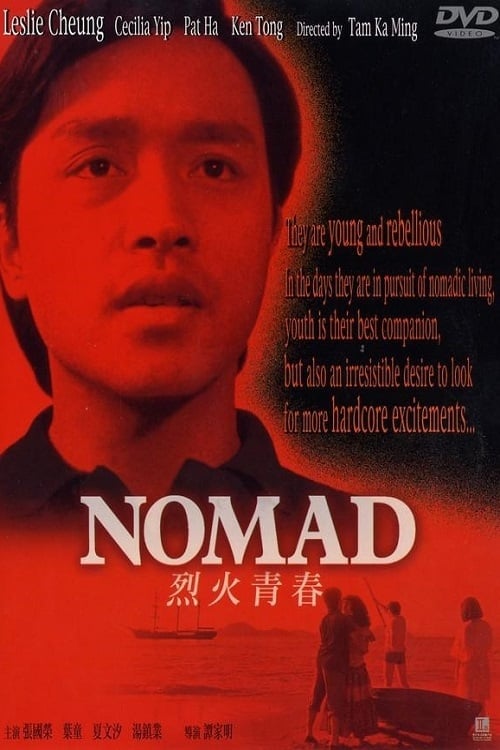 Leslie Cheung Cecilia Yip Pat Ha Ken Tong Directed by Tam Ka Ming
DVD
VIDEO
They are young and rebellious
In the days they are in pursuit of nomadic living,
youth is their best companion,
but also an irresistible desire to look
for more hardcore excitements...
NOMAD
烈火青春
主演 張國榮 葉童 夏文汐 湯鎮業 導演 譚家明